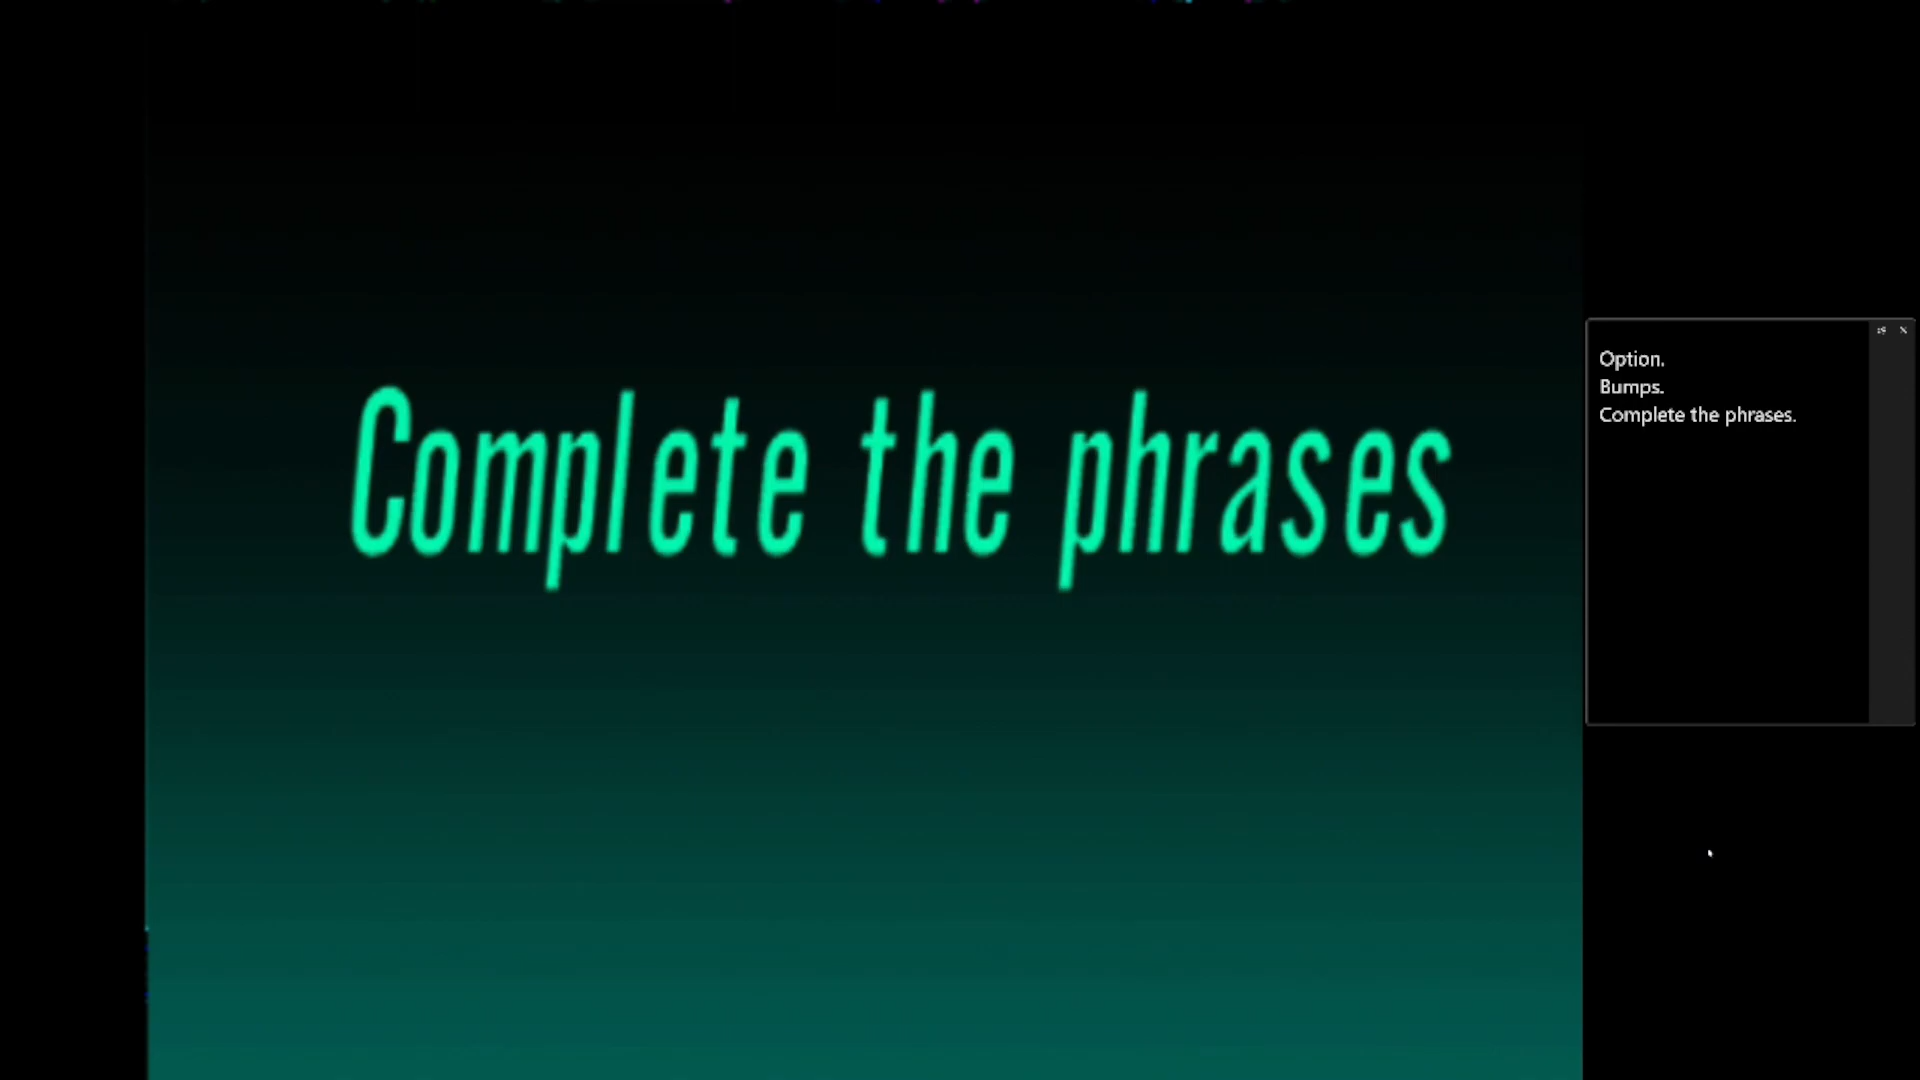 Complete the phrases
Option.
Bumps.
Complete the phrases.